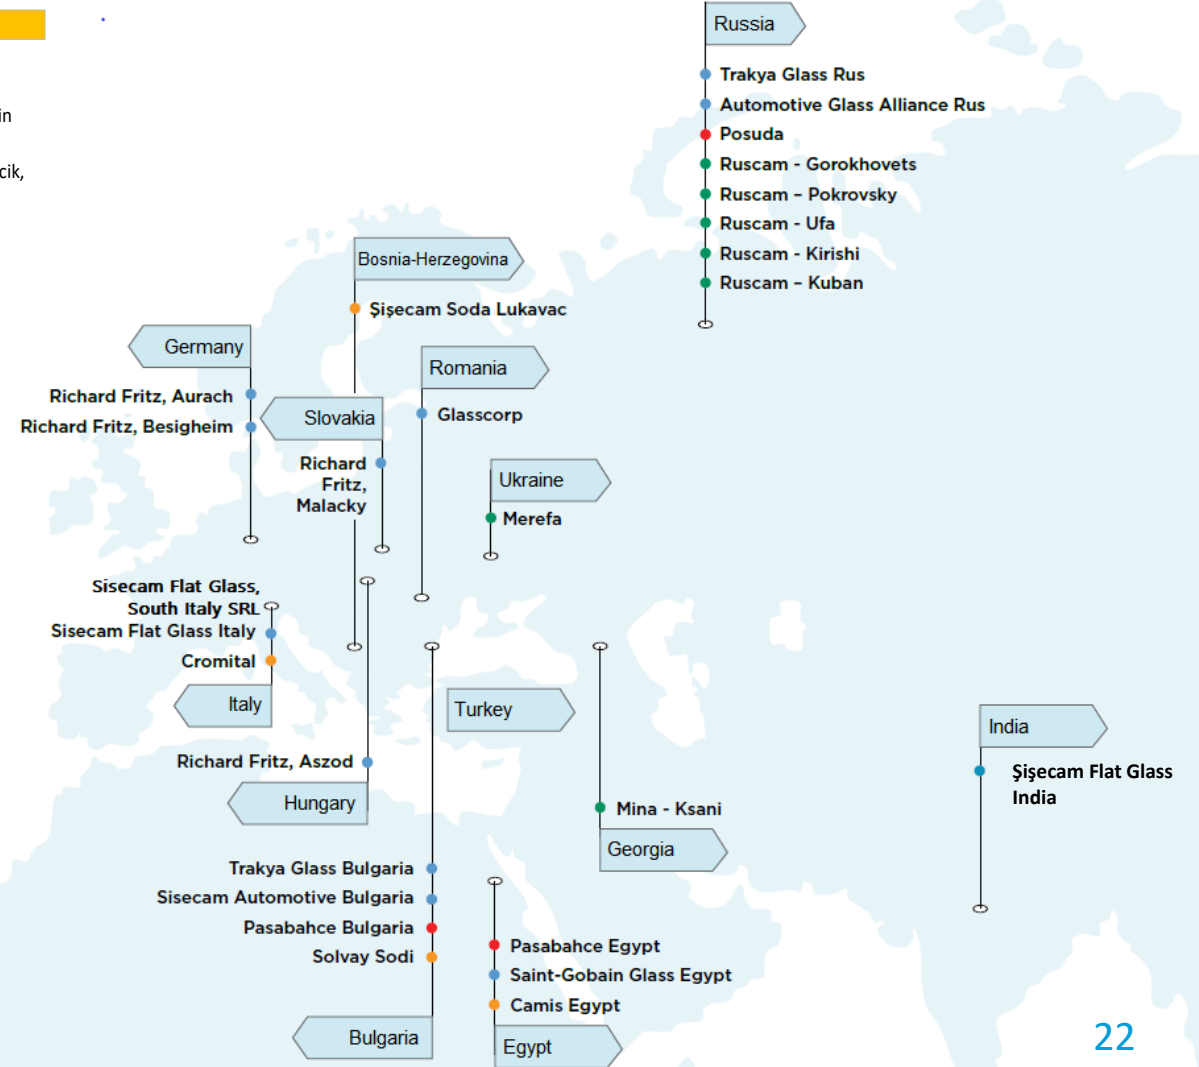 in
cik,
Russia
Trakya Glass Rus
Automotive Glass Alliance Rus
Posuda
Ruscam - Gorokhovets
Ruscam – Pokrovsky
Ruscam - Ufa
Ruscam - Kirishi
Ruscam – Kuban
Bosnia-Herzegovina
Şişecam Soda Lukavac
Germany
Richard Fritz, Aurach
Richard Fritz, Besigheim
Romania
Glasscorp
Slovakia
Richard
Fritz,
Malacky
Ukraine
Merefa
Sisecam Flat Glass,
South Italy SRL
Sisecam Flat Glass Italy
Cromital
Italy
Turkey
India
Şişecam Flat Glass
India
Richard Fritz, Aszod
Hungary
Mina - Ksani
Georgia
Trakya Glass Bulgaria
Sisecam Automotive Bulgaria
Pasabahce Bulgaria
Solvay Sodi
Bulgaria
Pasabahce Egypt
Saint-Gobain Glass Egypt
Camis Egypt
Egypt
22